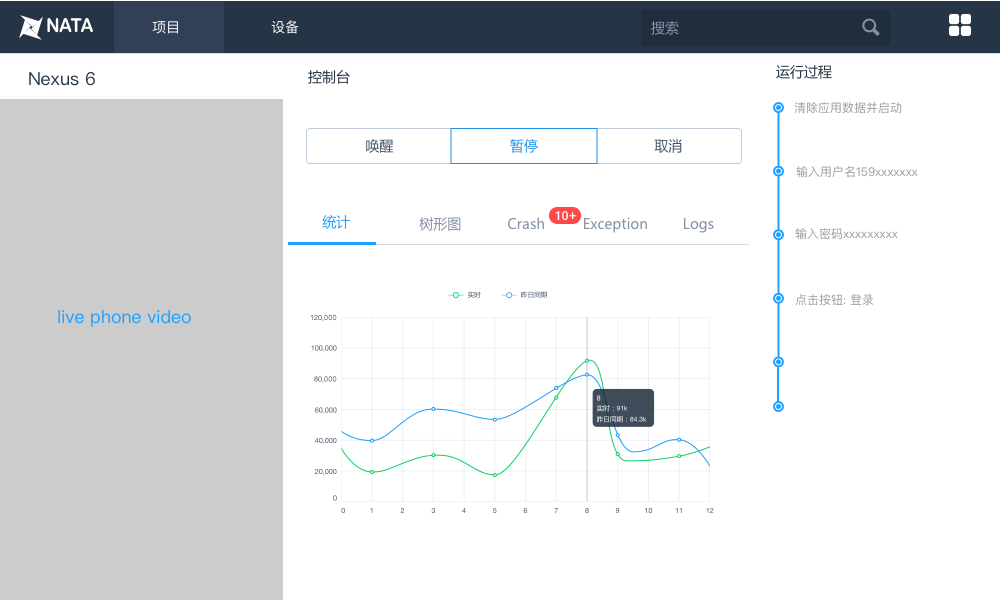 NATA
项目
设备
搜索
Nexus 6
live phone video
控制台
唤醒
暂停
取消
统计
树形图
Crash
10+
Exception
Logs
实时
昨日同期
120,000
100,000
80,000
60,000
40,000
20,000
0
0 1 2 3 4 5 6 7 8 9 10 11 12
8
实时：91k
昨日同期：84.3k
运行过程
清除应用数据并启动
输入用户名159xxxxxxx
输入密码xxxxxxxxx
点击按钮: 登录